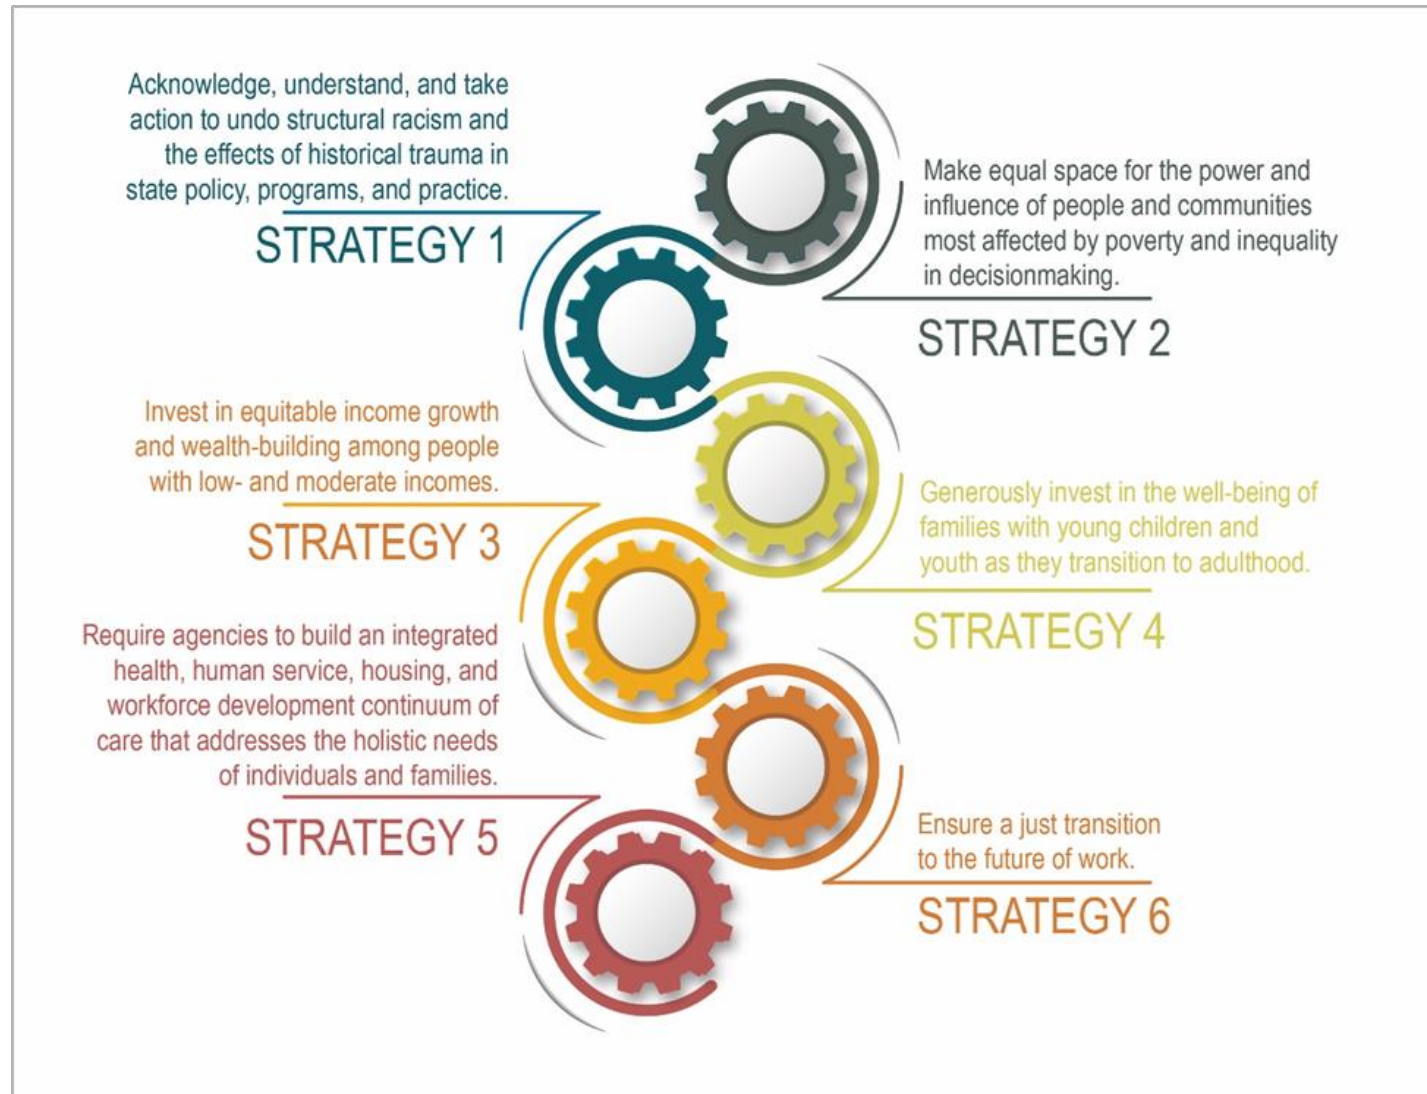 Acknowledge, understand, and take
action to undo structural racism and
the effects of historical trauma in
state policy, programs, and practice.
STRATEGY 1
Make equal space for the power and
influence of people and communities
most affected by poverty and inequality
in decisionmaking.
STRATEGY 2
Invest in equitable income growth
and wealth-building among people
with low- and moderate incomes.
STRATEGY 3
Generously invest in the well-being of
families with young children and
youth as they transition to adulthood.
STRATEGY 4
Require agencies to build an integrated
health, human service, housing, and
workforce development continuum of
care that addresses the holistic needs
of individuals and families.
STRATEGY 5
Ensure a just transition
to the future of work.
STRATEGY 6